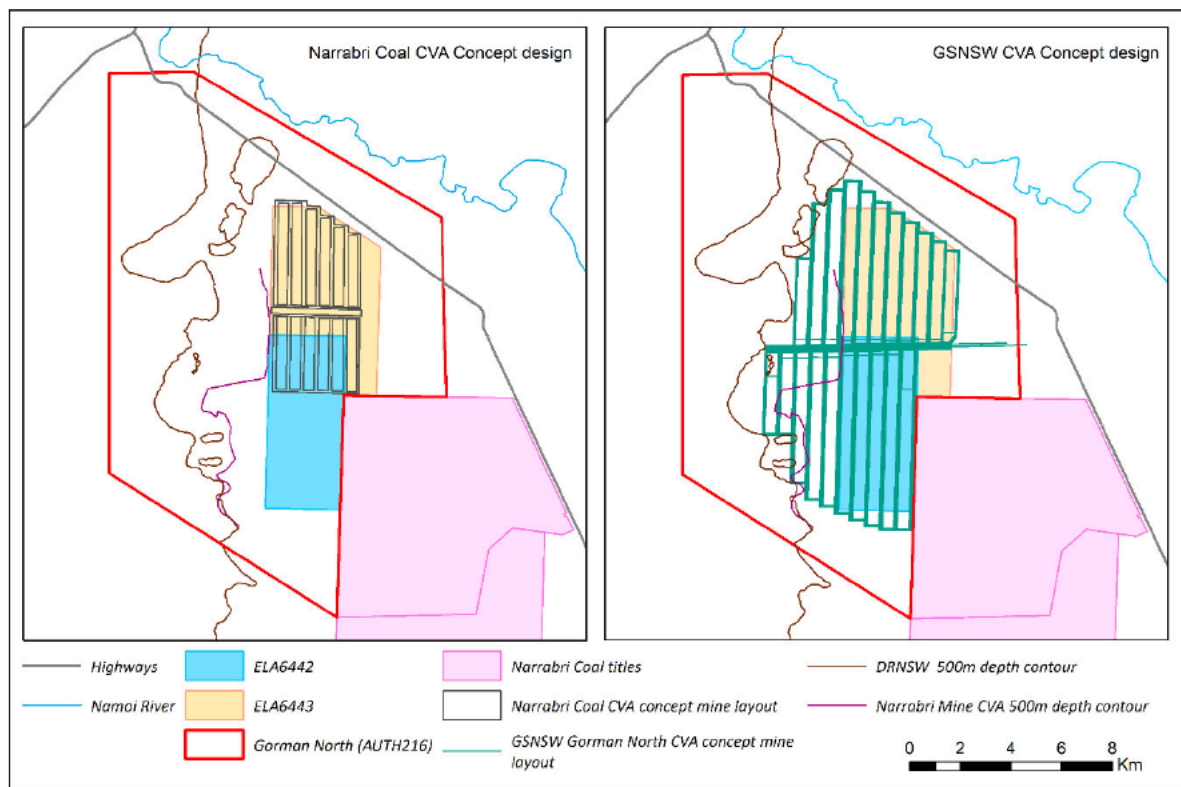 Narrabri Coal CVA Concept design
GSNSW CVA Concept design
Highways
ELA6442
Narrabri Coal titles
DRNSW 500m depth contour
Namoi River
ELA6443
Narrabri Coal CVA concept mine layout
Narrabri Mine CVA 500m depth contour
Gorman North (AUTH216)
GSNSW Gorman North CVA concept mine
layout
0 2 4 6 8
Km